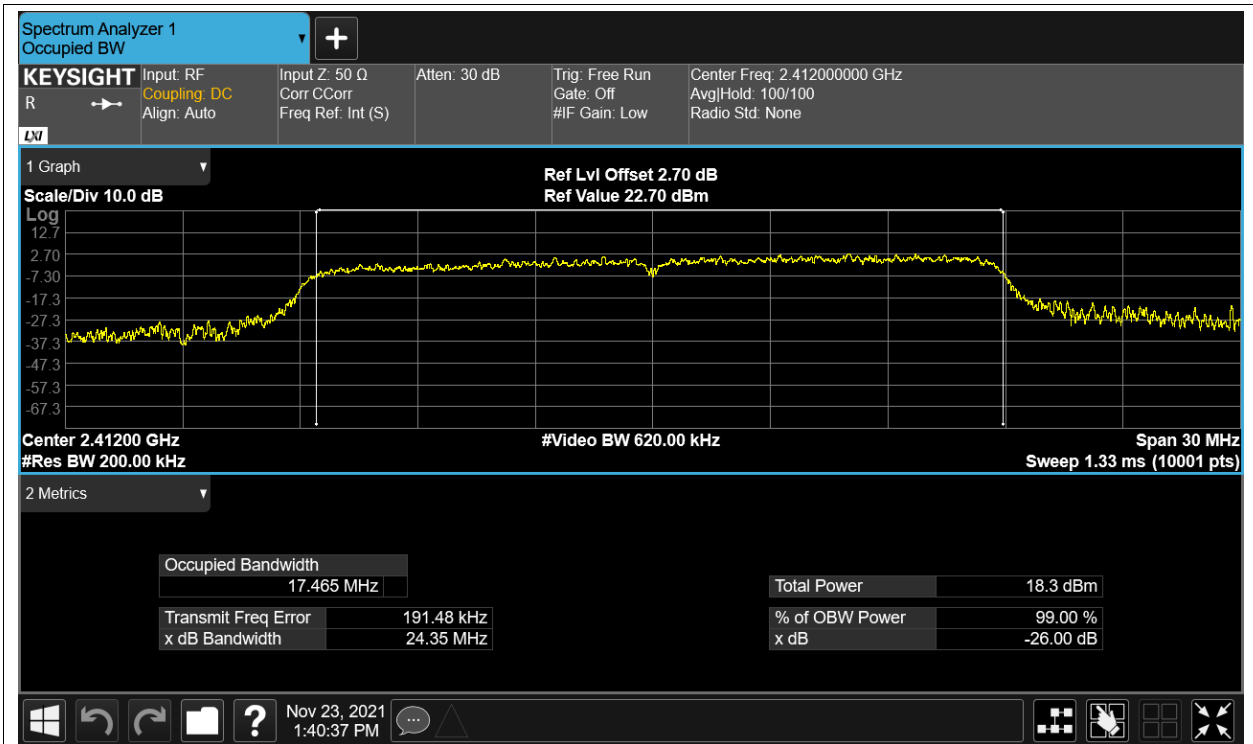 Spectrum Analyzer 1
Occupied BW
KEYSIGHT Input: RF Input Z: 50 Ω Atten: 30 dB Trig: Free Run Center Freq: 2.412000000 GHz
R Coupling: DC Corr CCorr Gate: Off Avg|Hold: 100/100
Align: Auto Freq Ref: Int (S) #IF Gain: Low Radio Std: None
LXI
1 Graph
Ref Lvl Offset 2.70 dB
Scale/Div 10.0 dB Ref Value 22.70 dBm
Log
12.7
2.70
-7.30
-17.3
-27.3
-37.3
-47.3
-57.3
-67.3
Center 2.41200 GHz #Video BW 620.00 kHz Span 30 MHz
#Res BW 200.00 kHz Sweep 1.33 ms (10001 pts)
2 Metrics
Occupied Bandwidth
17.465 MHz Total Power 18.3 dBm
Transmit Freq Error 191.48 kHz % of OBW Power 99.00 %
x dB Bandwidth 24.35 MHz x dB -26.00 dB
? Nov 23, 2021
1:40:37 PM